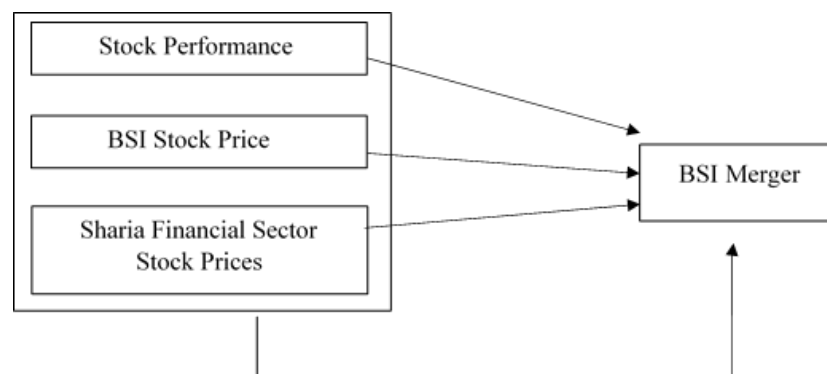 Stock Performance
BSI Stock Price
BSI Merger
Sharia Financial Sector
Stock Prices